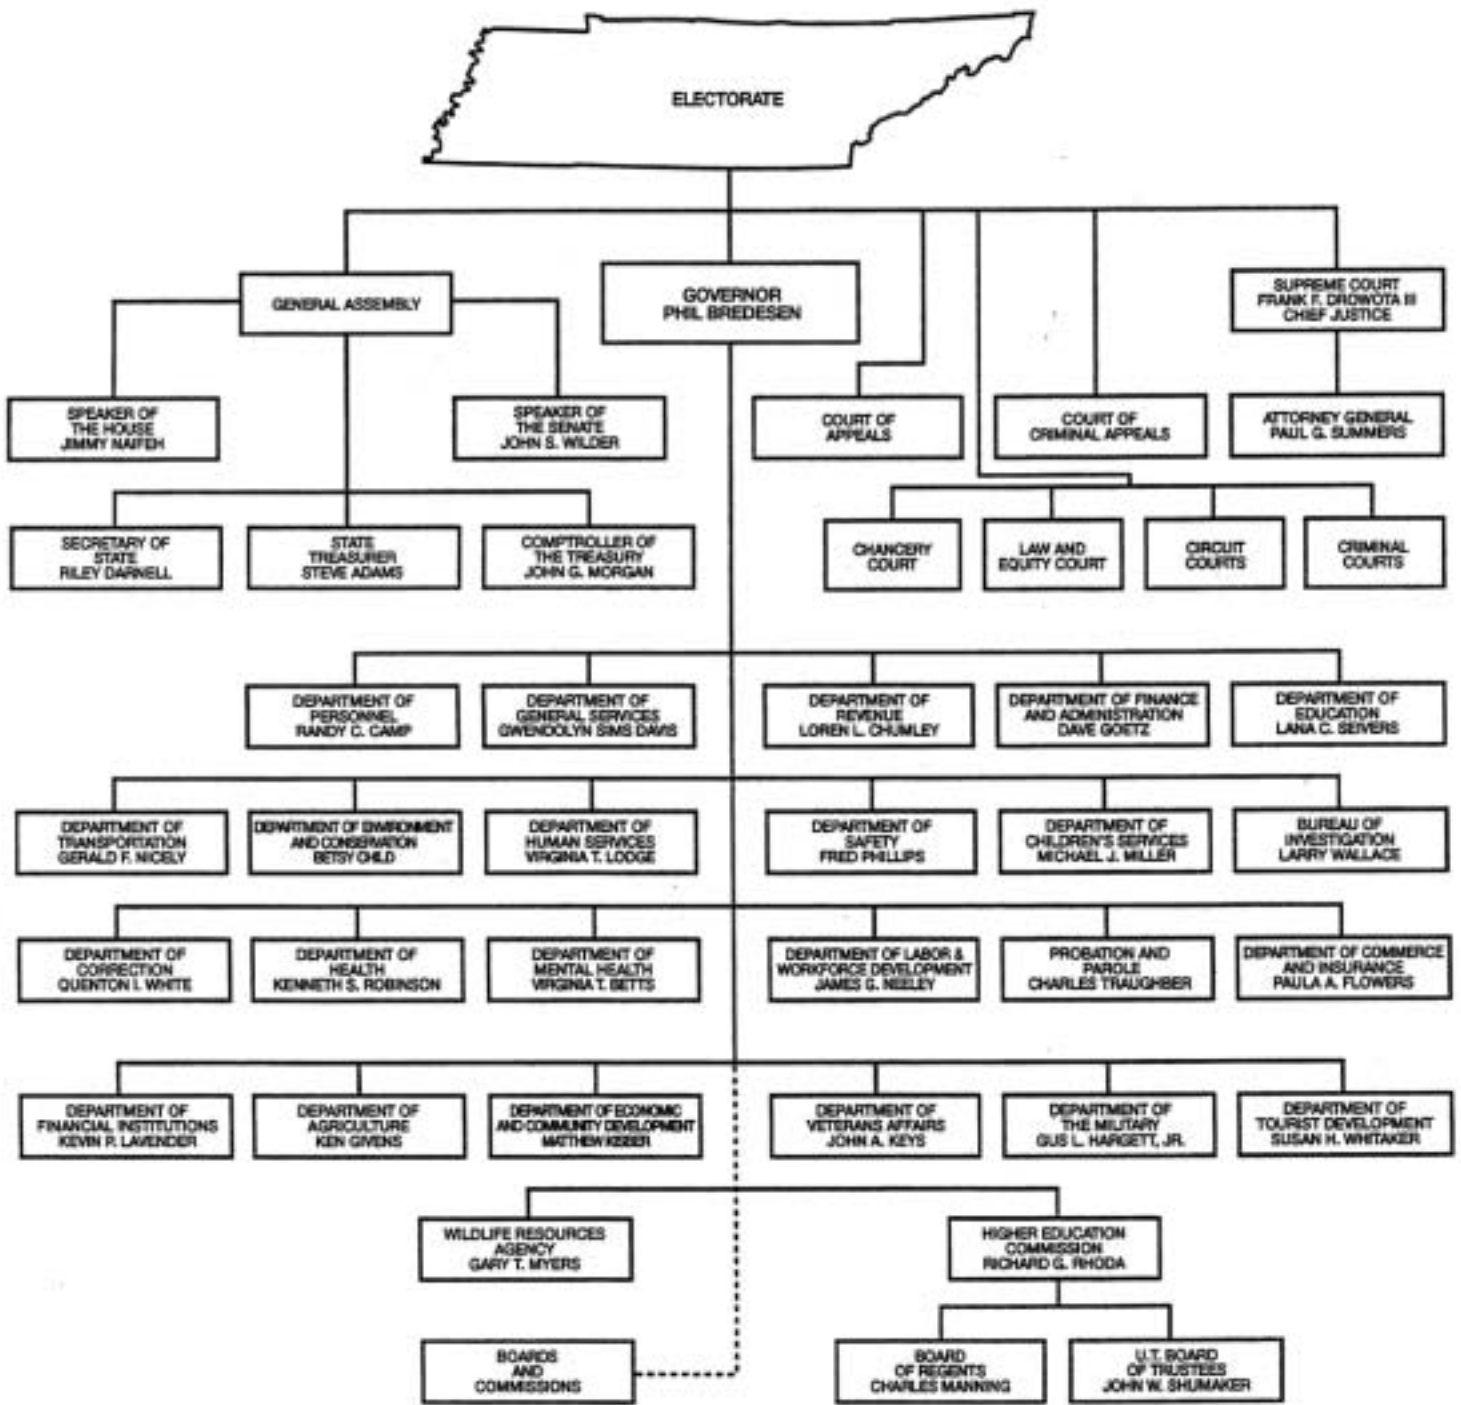 ELECTORATE
GENERAL ASSEMBLY
GOVERNOR
PHIL BREDESEN
SUPREME COURT
FRANK F. DROWOTA III
CHIEF JUSTICE
SPEAKER OF
THE HOUSE
JIMMY NAIFEH
SPEAKER OF
THE SENATE
JOHN S. WILDER
COURT OF
APPEALS
COURT OF
CRIMINAL APPEALS
ATTORNEY GENERAL
PAUL G. SUMMERS
SECRETARY OF
STATE
RILEY DARNELL
STATE
TREASURER
STEVE ADAMS
COMPTROLLER OF
THE TREASURY
JOHN G. MORGAN
CHANCERY
COURT
LAW AND
EQUITY COURT
CIRCUIT
COURTS
CRIMINAL
COURTS
DEPARTMENT OF
PERSONNEL
RANDY C. CAMP
DEPARTMENT OF
GENERAL SERVICES
GWENDOLYN SIMS DAVIS
DEPARTMENT OF
REVENUE
LOREN L. CHUMLEY
DEPARTMENT OF FINANCE
AND ADMINISTRATION
DAVE GOETZ
DEPARTMENT OF
EDUCATION
LANA C. SEIVERS
DEPARTMENT OF
TRANSPORTATION
GERALD F. NICELY
DEPARTMENT OF ENVIRONMENT
AND CONSERVATION
BETSY CHILD
DEPARTMENT OF
HUMAN SERVICES
VIRGINIA T. LODGE
DEPARTMENT OF
SAFETY
FRED PHILLIPS
DEPARTMENT OF
CHILDREN'S SERVICES
MICHAEL J. MILLER
BUREAU OF
INVESTIGATION
LARRY WALLACE
DEPARTMENT OF
CORRECTION
QUENTON I. WHITE
DEPARTMENT OF
HEALTH
KENNETH S. ROBINSON
DEPARTMENT OF
MENTAL HEALTH
VIRGINIA T. BETTS
DEPARTMENT OF LABOR &
WORKFORCE DEVELOPMENT
JAMES G. NEELEY
PROBATION AND
PAROLE
CHARLES TRAUGHBER
DEPARTMENT OF COMMERCE
AND INSURANCE
PAULA A. FLOWERS
DEPARTMENT OF
FINANCIAL INSTITUTIONS
KEVIN P. LAVENDER
DEPARTMENT OF
AGRICULTURE
KEN GIVENS
DEPARTMENT OF ECONOMIC
AND COMMUNITY DEVELOPMENT
MATTHEW KISBER
DEPARTMENT OF
VETERANS AFFAIRS
JOHN A. KEYS
DEPARTMENT OF
THE MILITARY
GUS L. HARGETT, JR.
DEPARTMENT OF
TOURIST DEVELOPMENT
SUSAN H. WHITAKER
WILDLIFE RESOURCES
AGENCY
GARY T. MYERS
HIGHER EDUCATION
COMMISSION
RICHARD G. RHODA
BOARDS
AND
COMMISSIONS
BOARD
OF REGENTS
CHARLES MANNING
U.T. BOARD
OF TRUSTEES
JOHN W. SHUMAKER